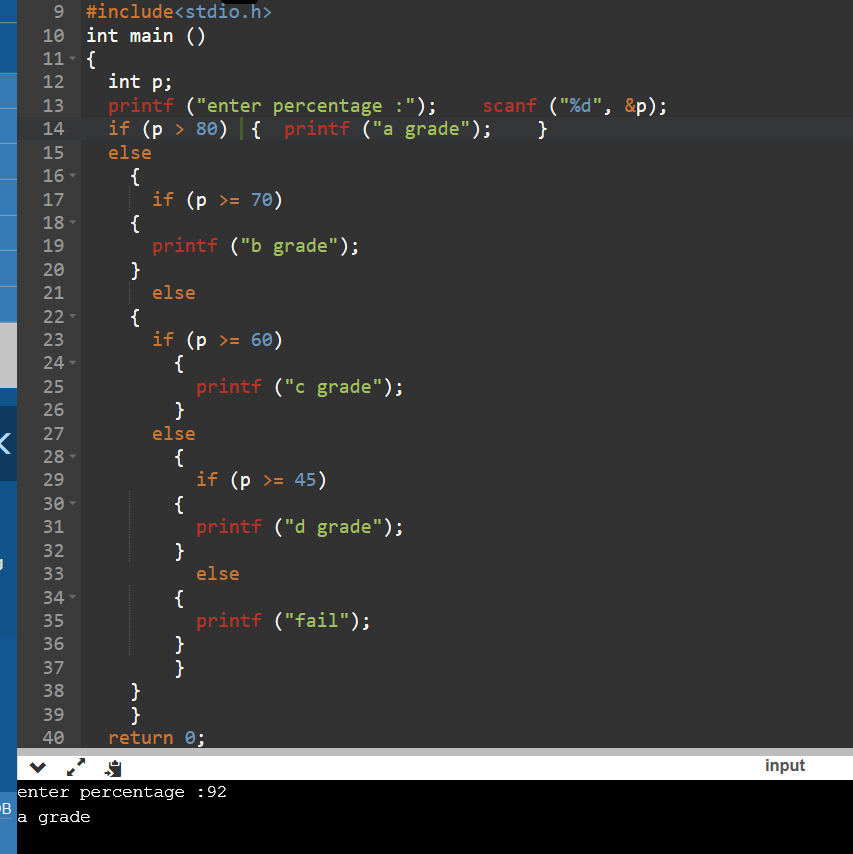 9 #include<stdio.h>
10 int main ()
11 {
12 int p;
13 printf ("enter percentage :"); scanf ("%d", &p);
14 if (p > 80) { printf ("a grade"); }
15 else
16 {
17 if (p >= 70)
18 {
19 printf ("b grade");
20 }
21 else
22 {
23 if (p >= 60)
24 {
25 printf ("c grade");
26 }
27 else
28 {
29 if (p >= 45)
30 {
31 printf ("d grade");
32 }
33 else
34 {
35 printf ("fail");
36 }
37 }
38 }
39 }
40 return 0;
input
enter percentage :92
a grade